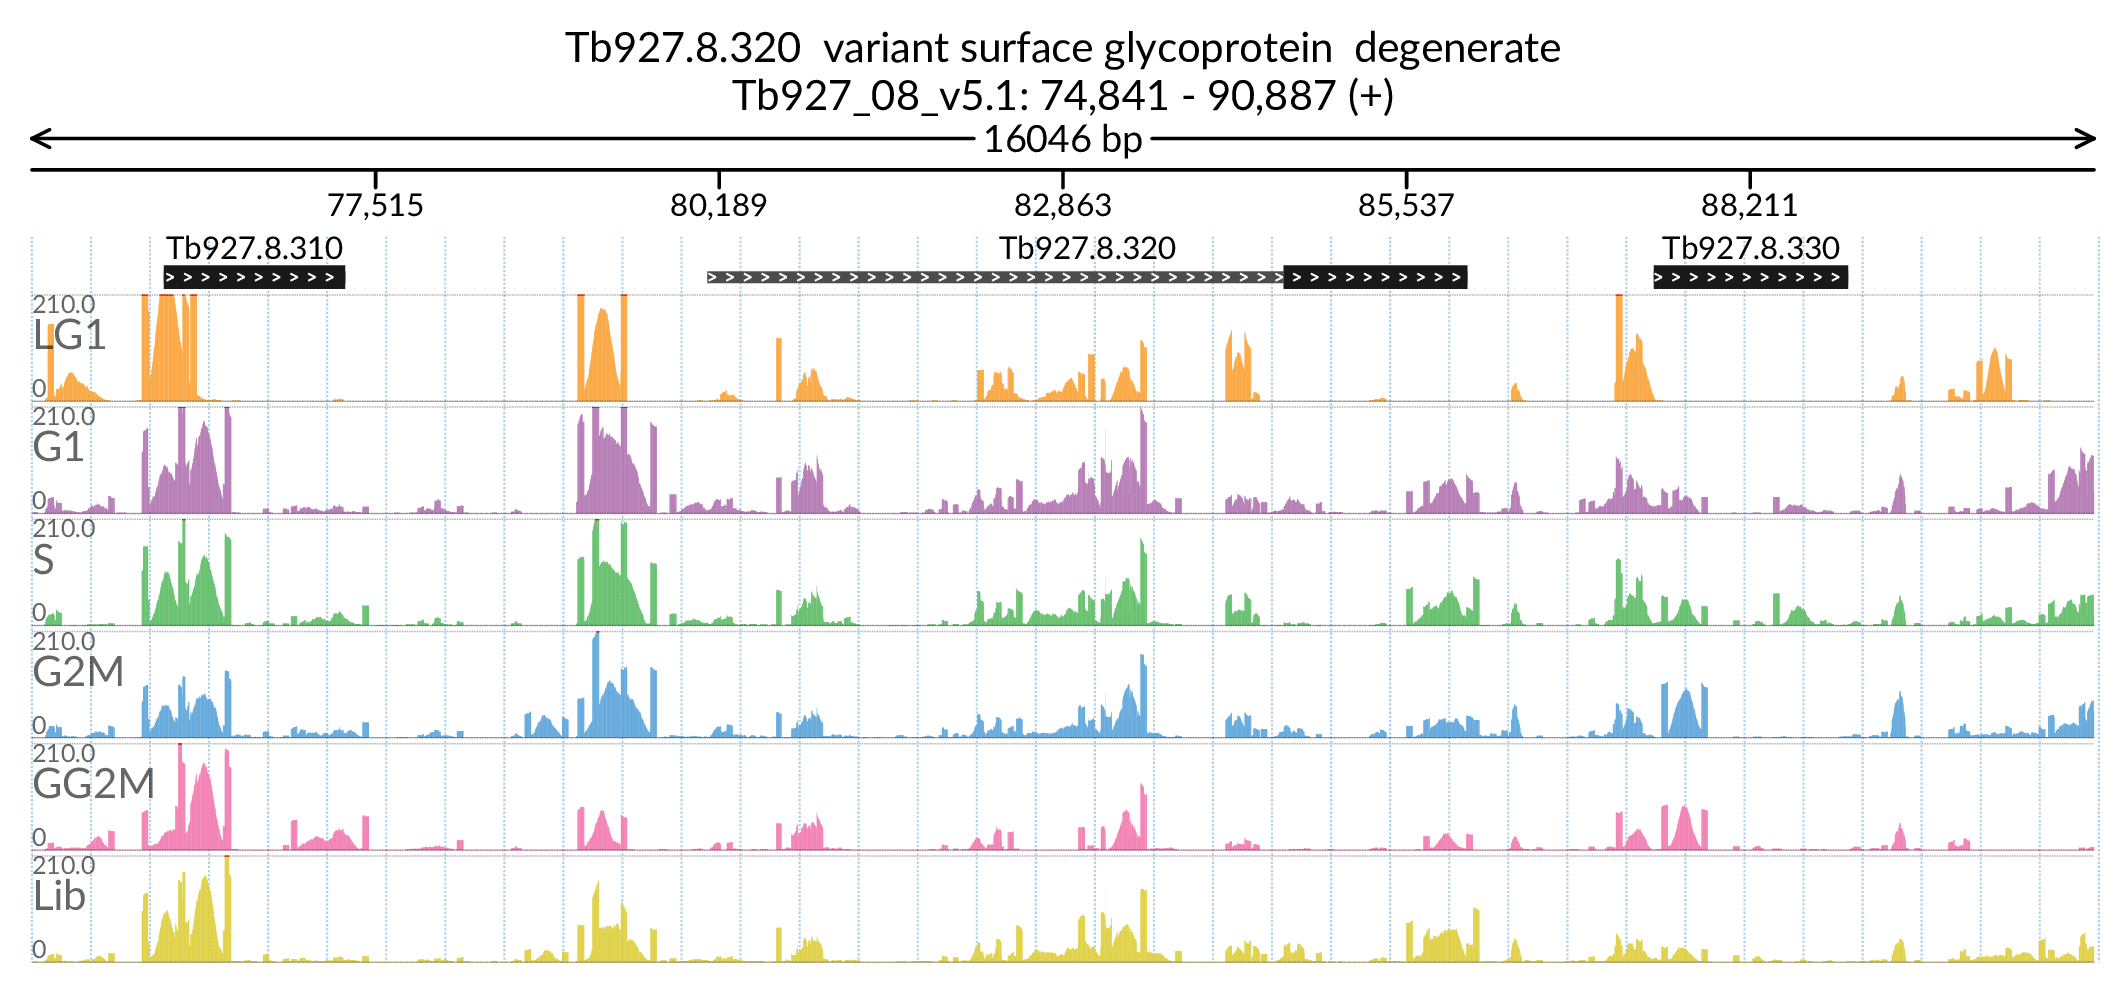 Tb927.8.320 variant surface glycoprotein degenerate
Tb927_08_v5.1: 74,841 - 90,887 (+)
16046 bp
77,515 80,189 82,863 85,537 88,211
Tb927.8.310 Tb927.8.320 Tb927.8.330
210.0
LG1
0
210.0
G1
0
210.0
S
0
210.0
G2M
0
210.0
GG2M
0
210.0
Lib
0